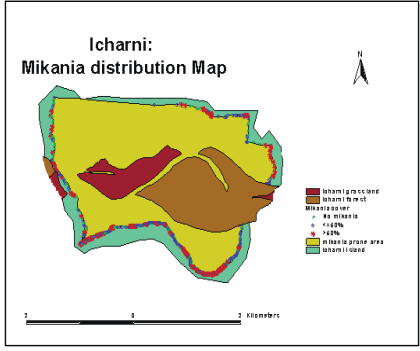 Icharni:
Mikania distribution Map
N
Icharni grassland
Icharni forest
Mikania cover
No mikania
<=60%
>60%
mikania prone area
Icharni island
2 0 2 Kilometers